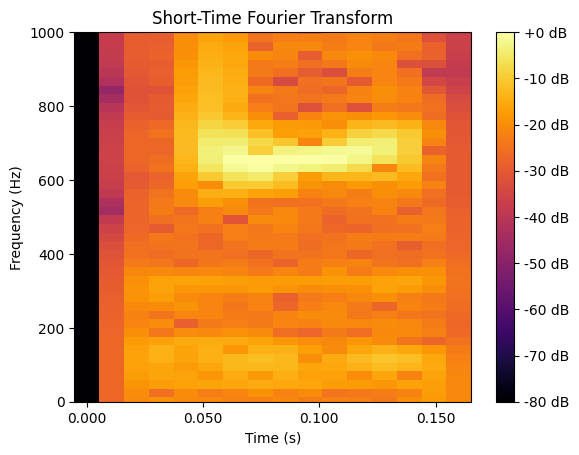 Short-Time Fourier Transform
Frequency (Hz)
1000
800
600
400
200
0
0.000
0.050
0.100
0.150
Time (s)
+0 dB
-10 dB
-20 dB
-30 dB
-40 dB
-50 dB
-60 dB
-70 dB
-80 dB